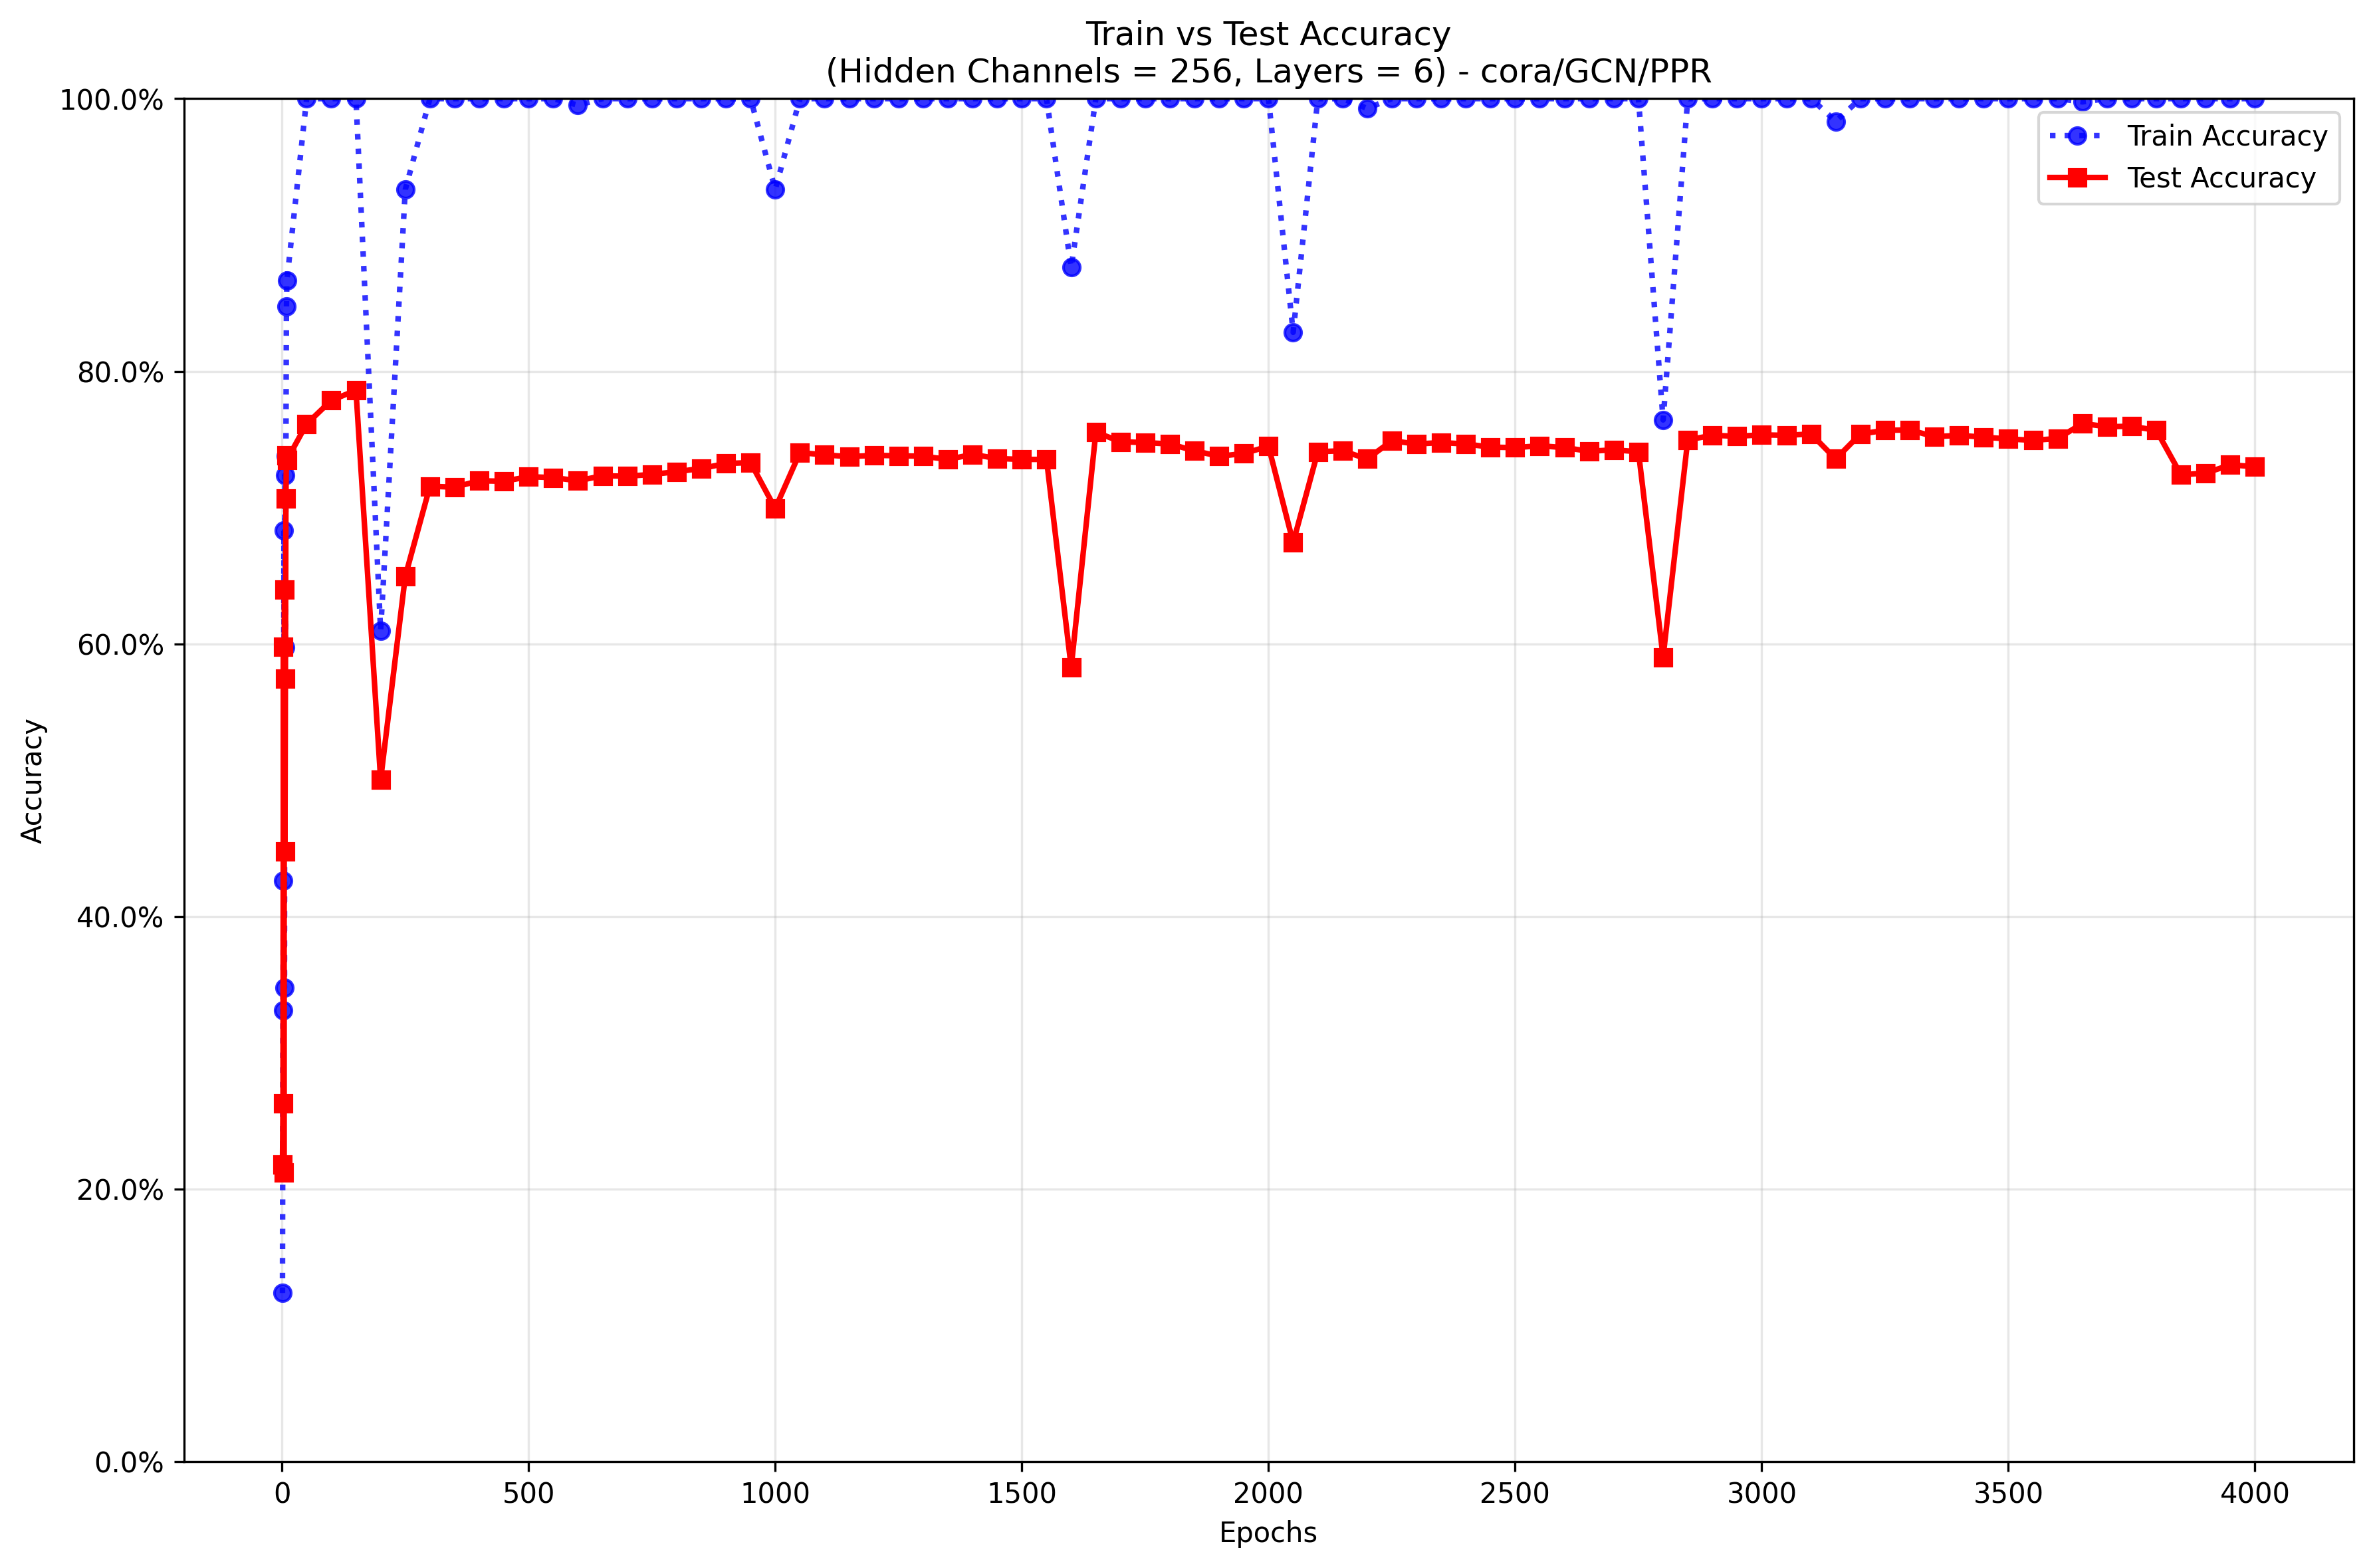 Train vs Test Accuracy
(Hidden Channels = 256, Layers = 6) - cora/GCN/PPR
100.0%
Train Accuracy
Test Accuracy
80.0%
60.0%
Accuracy
40.0%
20.0%
0.0%
0 500 1000 1500 2000 2500 3000 3500 4000
Epochs